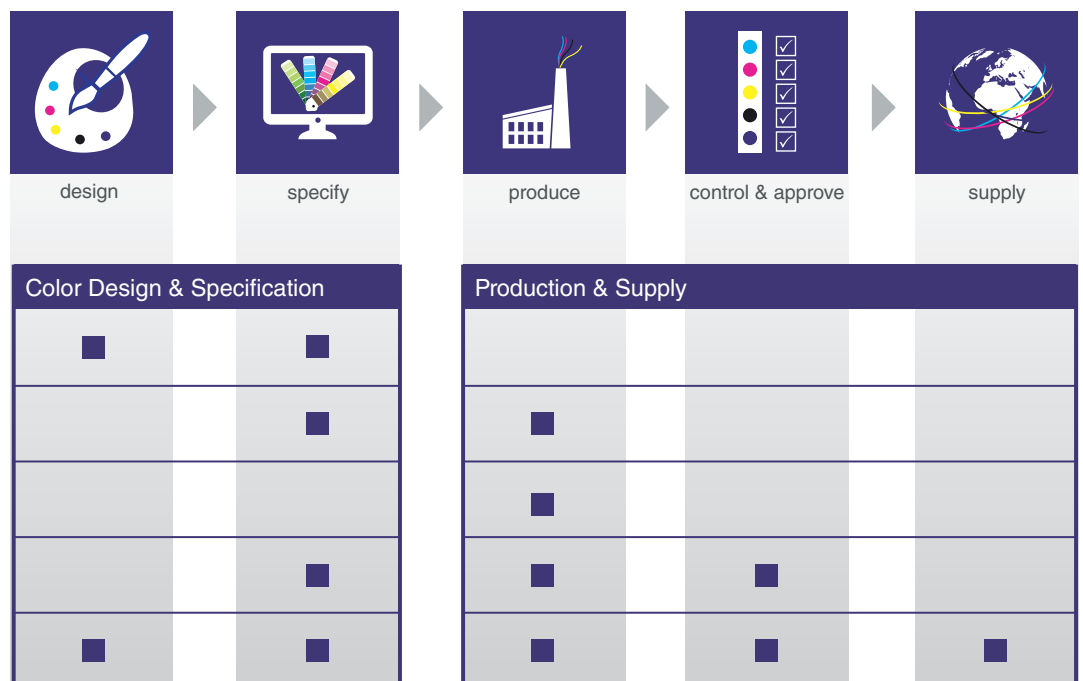 design
specify
produce
control & approve
supply
Color Design & Specification
Production & Supply